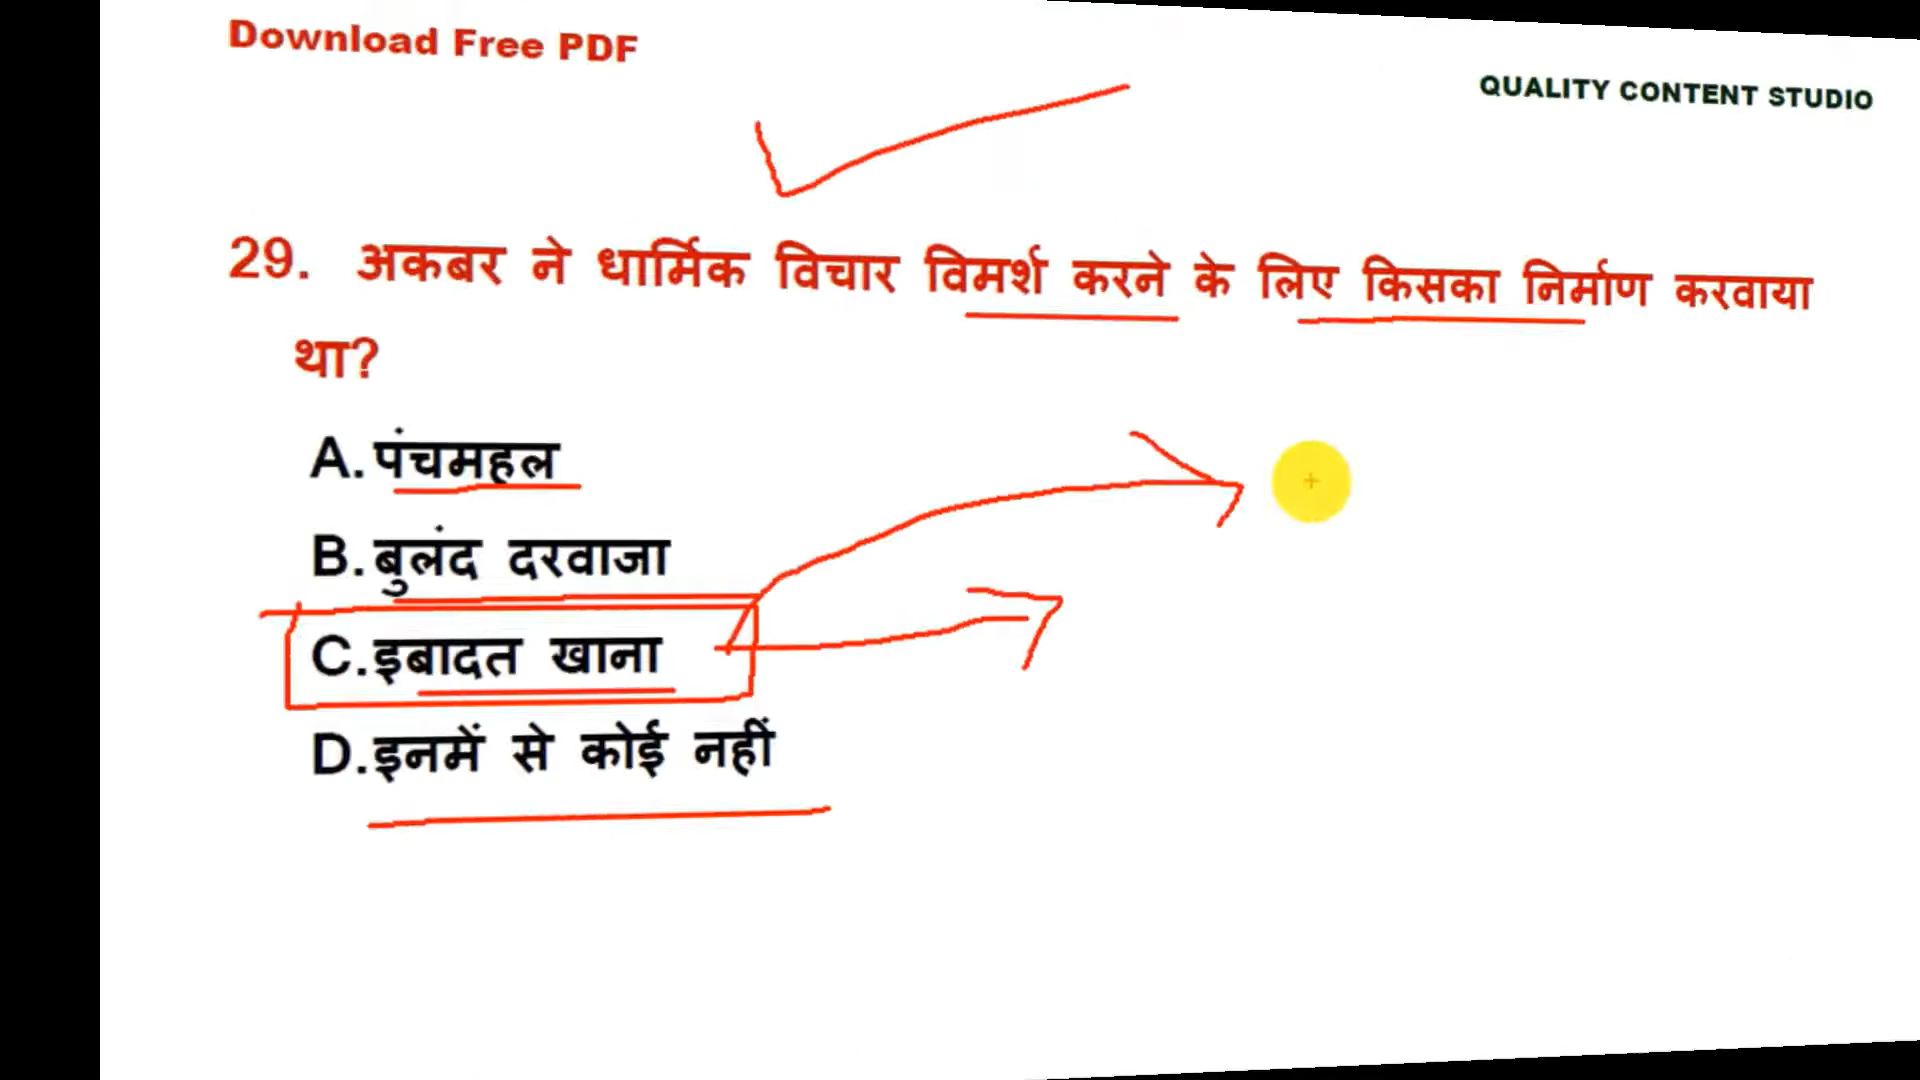 Download Free PDF
QUALITY CONTENT STUDIO
29. अकबर ने धार्मिक विचार विमर्श करने के लिए किसका निर्माण करवाया
था?
A. पंचमहल
B. बुलंद दरवाजा
C. इबादत खाना
D. इनमें से कोई नहीं